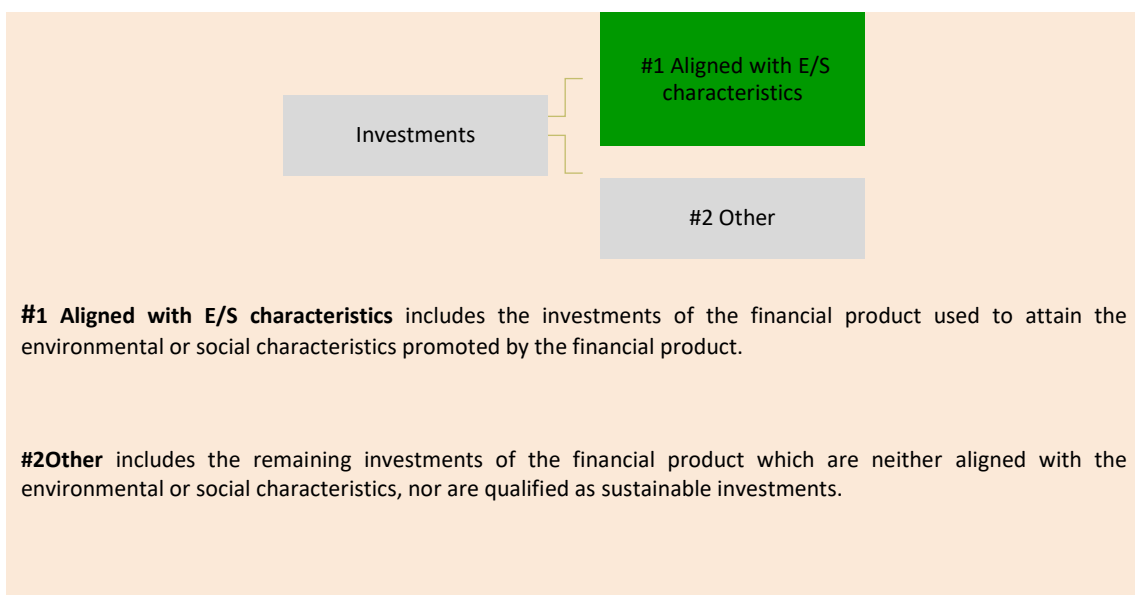 #1 Aligned with E/S
characteristics
Investments
#2 Other
#1 Aligned with E/S characteristics includes the investments of the financial product used to attain the
environmental or social characteristics promoted by the financial product.
#2Other includes the remaining investments of the financial product which are neither aligned with the
environmental or social characteristics, nor are qualified as sustainable investments.